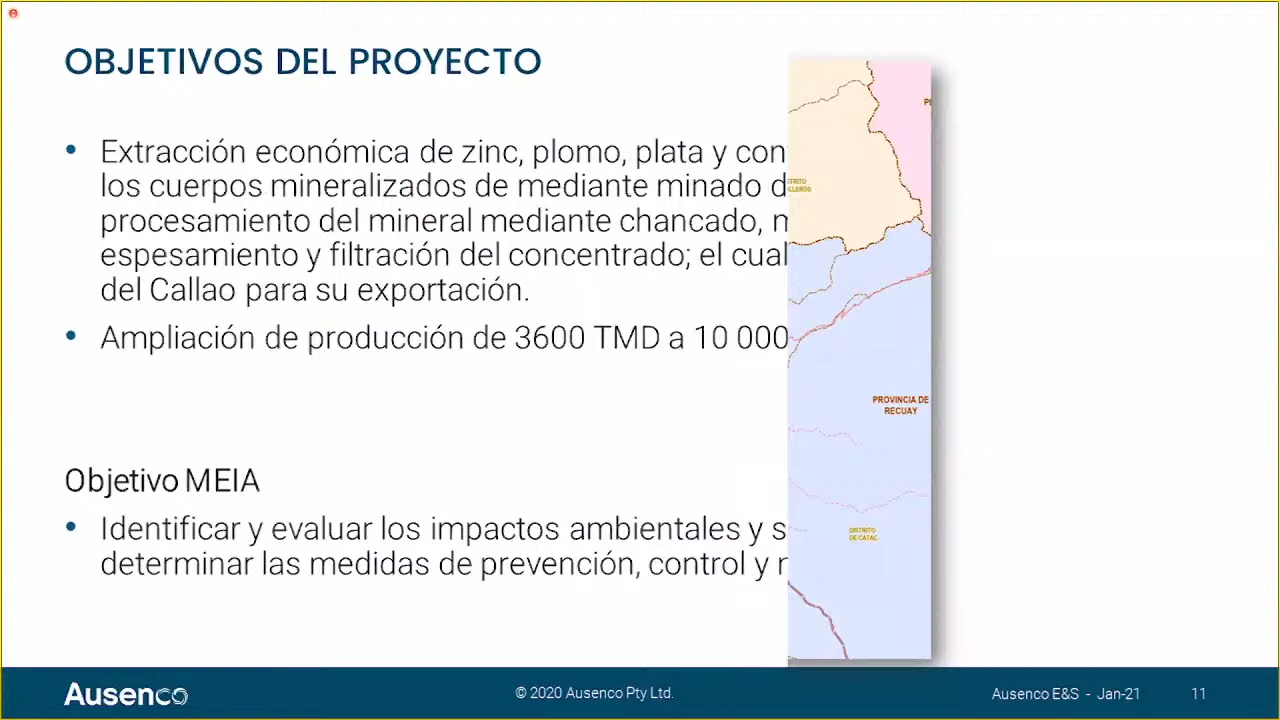 OBJETIVOS DEL PROYECTO
• Extracción económica de zinc, plomo, plata y con
los cuerpos mineralizados de mediante minado d
procesamiento del mineral mediante chancado, m
espesamiento y filtración del concentrado; el cual
del Callao para su exportación.
• Ampliación de producción de 3600 TMD a 10 000
Objetivo MEIA
• Identificar y evaluar los impactos ambientales y s
determinar las medidas de prevención, control y
PROVINCIA DE
RECUAY
DISTRITO
DE CATAC
Ausenco
© 2020 Ausenco Pty Ltd.
Ausenco E&S - Jan-21
11